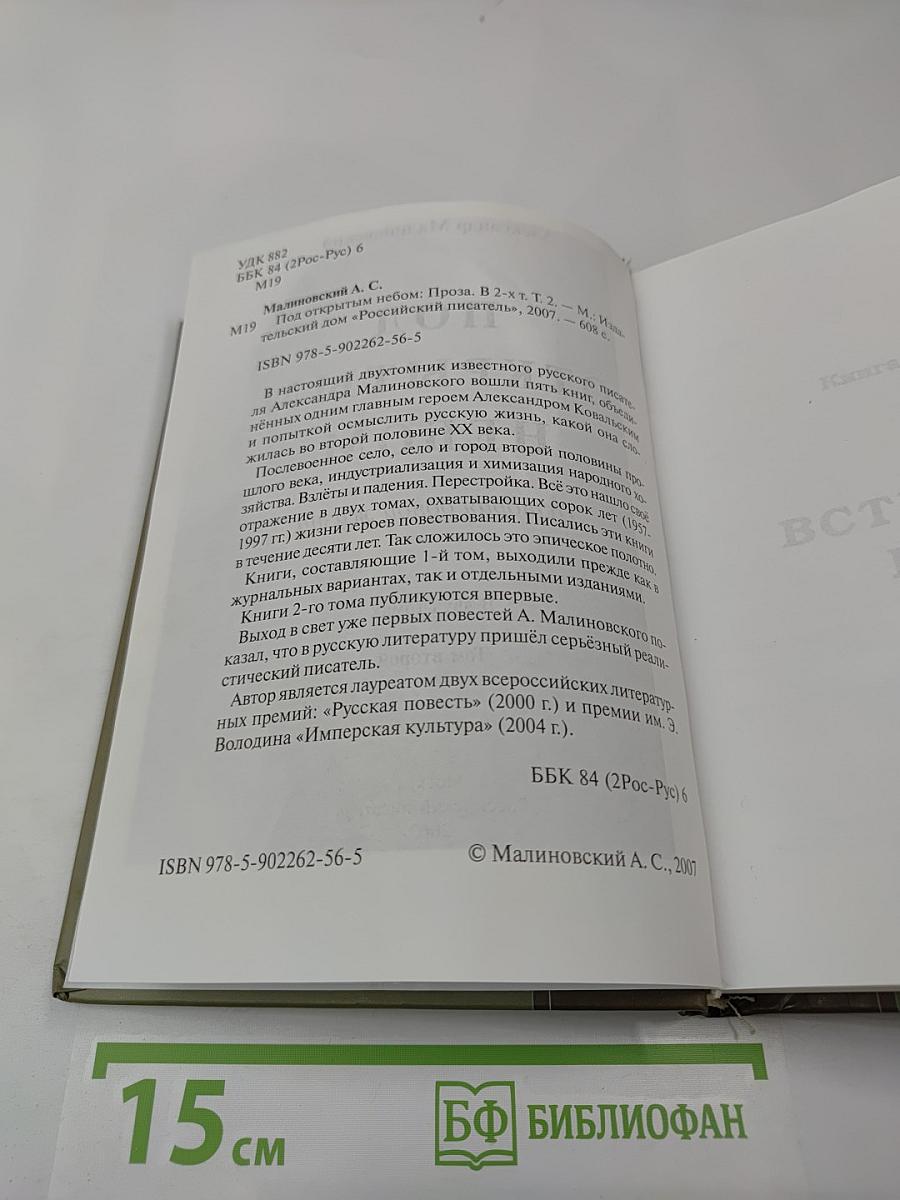 УДК 882
ББК 84 (2Рос-Рус) 6
М19
Малиновский А. С.
М19 Под открытым небом: Проза. В 2-х т. Т. 2. — М.: Изда-
тельский дом «Российский писатель», 2007. — 608 с.
ISBN 978-5-902262-56-5
В настоящий двухтомник известного русского писате-
ля Александра Малиновского вошли пять книг, объеди-
нённых одним главным героем Александром Ковальским
и попыткой осмыслить русскую жизнь, какой она сло-
жилась во второй половине XX века.
Послевоенное село, село и город второй половины про-
шлого века, индустриализация и химизация народного хо-
зяйства. Взлёты и падения. Перестройка. Всё это нашло своё
отражение в двух томах, охватывающих сорок лет (1957-
1997 гг.) жизни героев повествования. Писались эти книги
в течение десяти лет. Так сложилось это эпическое полотно.
Книги, составляющие 1-й том, выходили прежде как в
журнальных вариантах, так и отдельными изданиями.
Книги 2-го тома публикуются впервые.
Выход в свет уже первых повестей А. Малиновского по-
казал, что в русскую литературу пришёл серьёзный реали-
стический писатель.
Автор является лауреатом двух всероссийских литератур-
ных премий: «Русская повесть» (2000 г.) и премии им. Э.
Володина «Имперская культура» (2004 г.).
ББК 84 (2Рос-Рус) 6
ISBN 978-5-902262-56-5
© Малиновский А. С., 2007
Книга
15 см
БФ БИБЛИОФАН